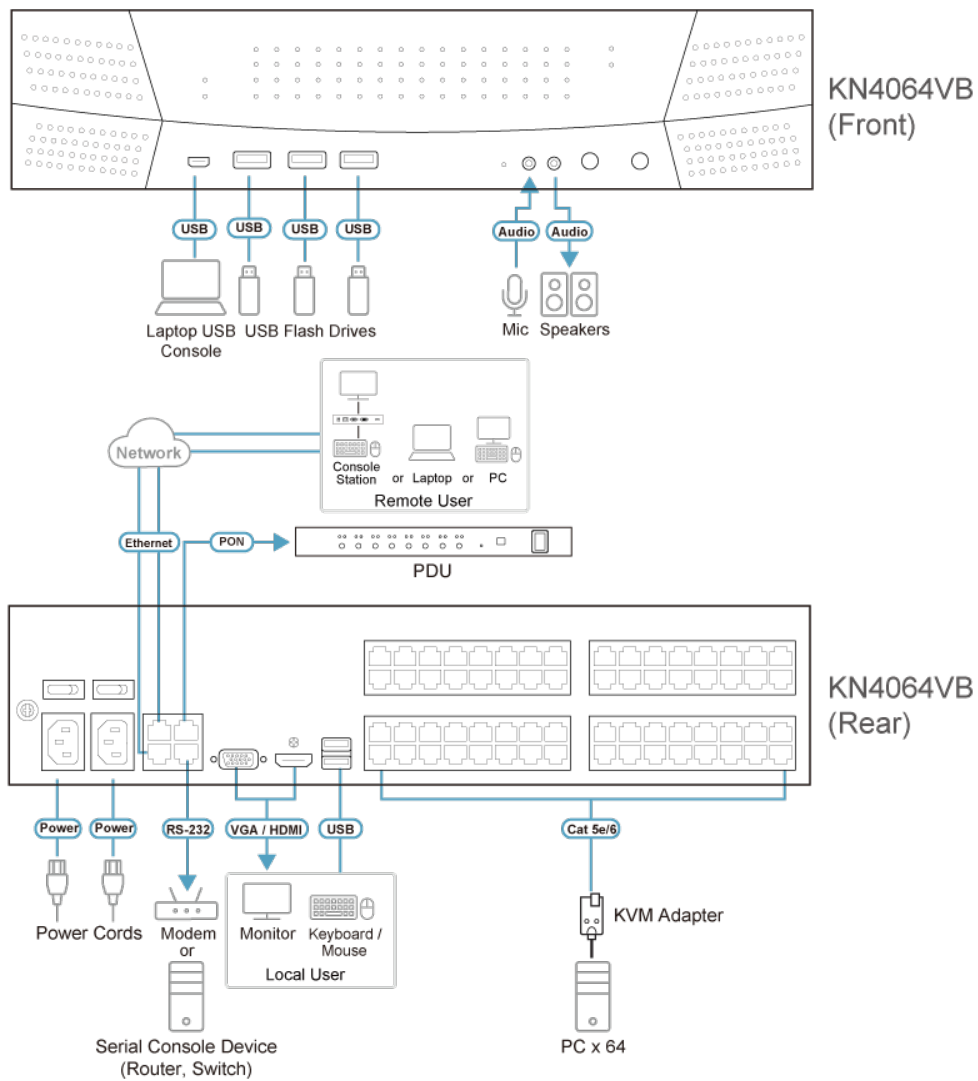 KN4064VB
(Front)
USB
USB
USB
USB
Audio
Audio
Laptop USB
Console
USB Flash Drives
Mic
Speakers
Network
Console
Station
or
Laptop
or
PC
Remote User
Ethernet
PON
PDU
KN4064VB
(Rear)
Power
Power
RS-232
VGA / HDMI
USB
Cat 5e/6
Power Cords
Modem
or
Monitor
Keyboard /
Mouse
Local User
KVM Adapter
Serial Console Device
(Router, Switch)
PC x 64